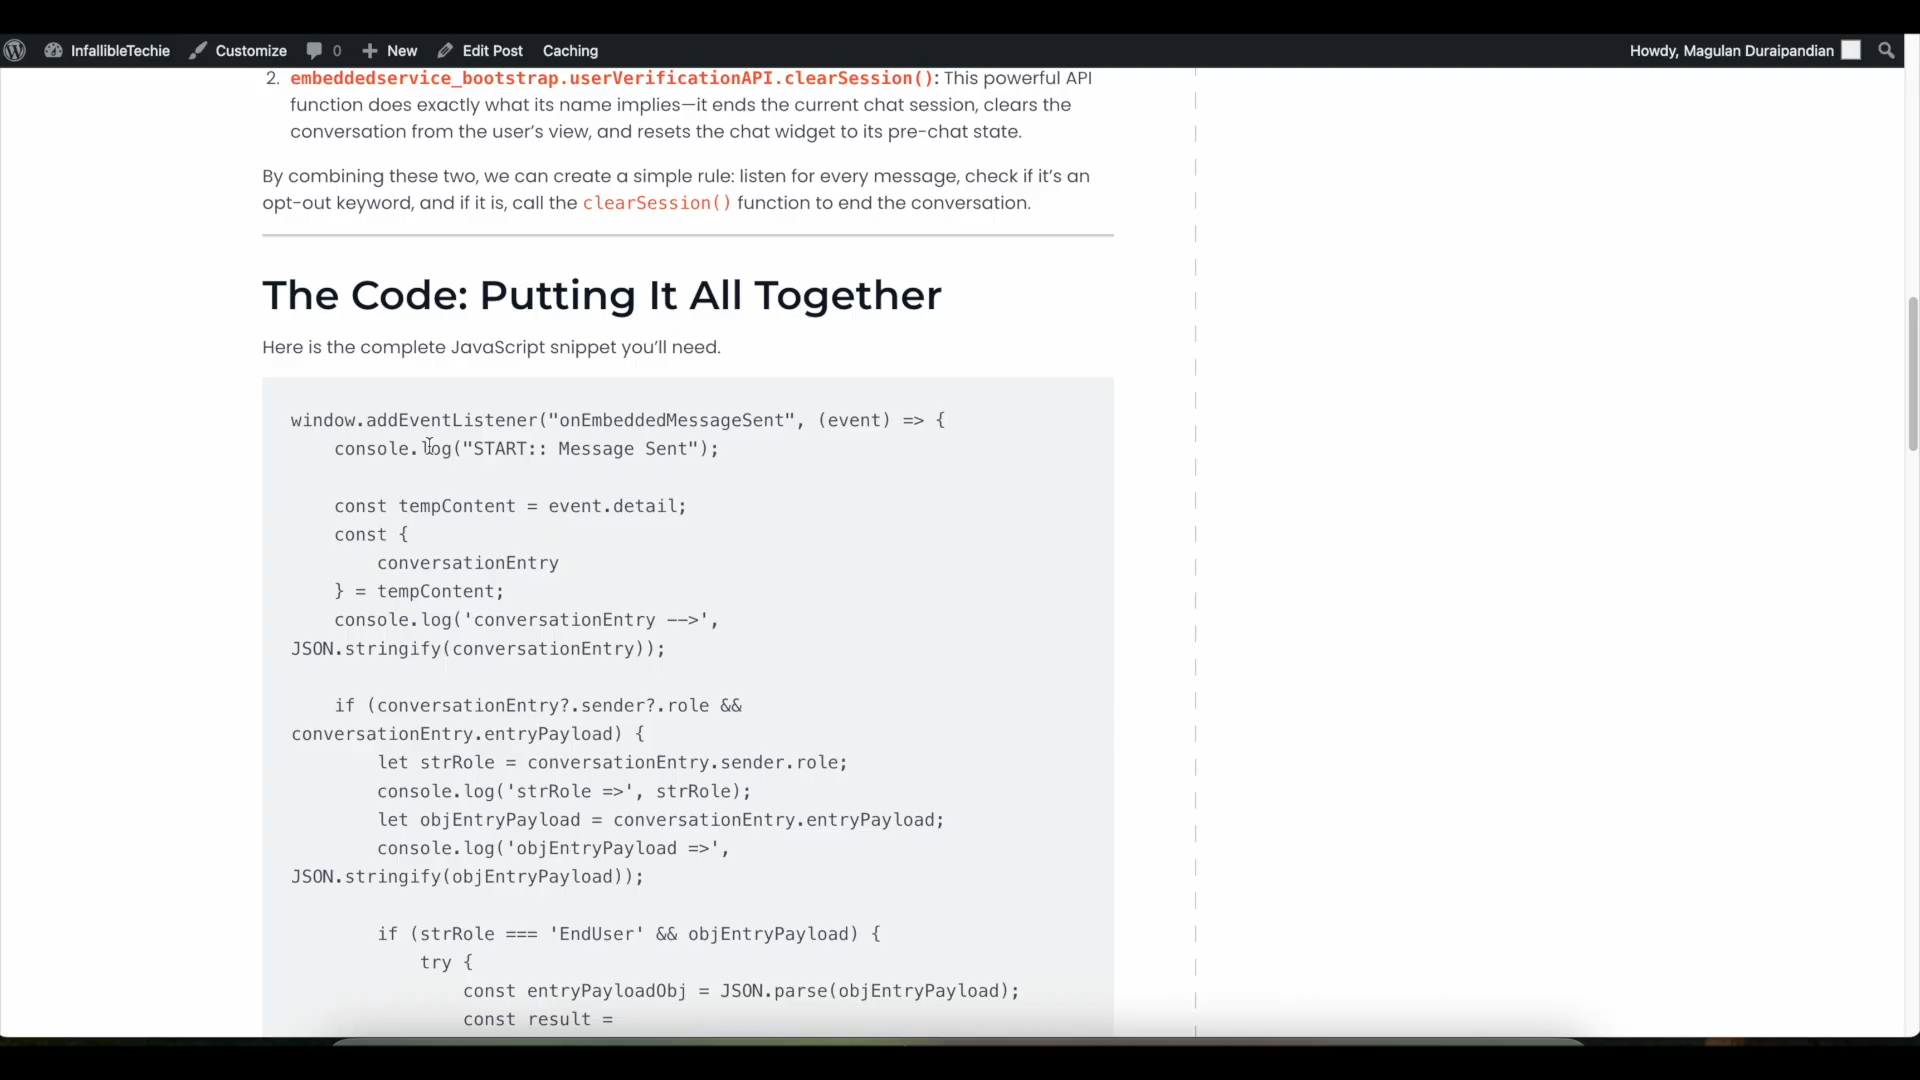 InfallibleTechie Customize 0 New Edit Post Caching Howdy, Magulan Duraipandian
2. embeddedservice_bootstrap.userVerificationAPI.clearSession(): This powerful API
function does exactly what its name implies—it ends the current chat session, clears the
conversation from the user’s view, and resets the chat widget to its pre-chat state.
By combining these two, we can create a simple rule: listen for every message, check if it’s an
opt-out keyword, and if it is, call the clearSession() function to end the conversation.
The Code: Putting It All Together
Here is the complete JavaScript snippet you’ll need.
window.addEventListener("onEmbeddedMessageSent", (event) => {
    console.log("START:: Message Sent");
    const tempContent = event.detail;
    const {
        conversationEntry
    } = tempContent;
    console.log('conversationEntry -->',
JSON.stringify(conversationEntry));
    if (conversationEntry?.sender?.role &&
conversationEntry.entryPayload) {
        let strRole = conversationEntry.sender.role;
        console.log('strRole =>', strRole);
        let objEntryPayload = conversationEntry.entryPayload;
        console.log('objEntryPayload =>',
JSON.stringify(objEntryPayload));
        if (strRole === 'EndUser' && objEntryPayload) {
            try {
                const entryPayloadObj = JSON.parse(objEntryPayload);
                const result =